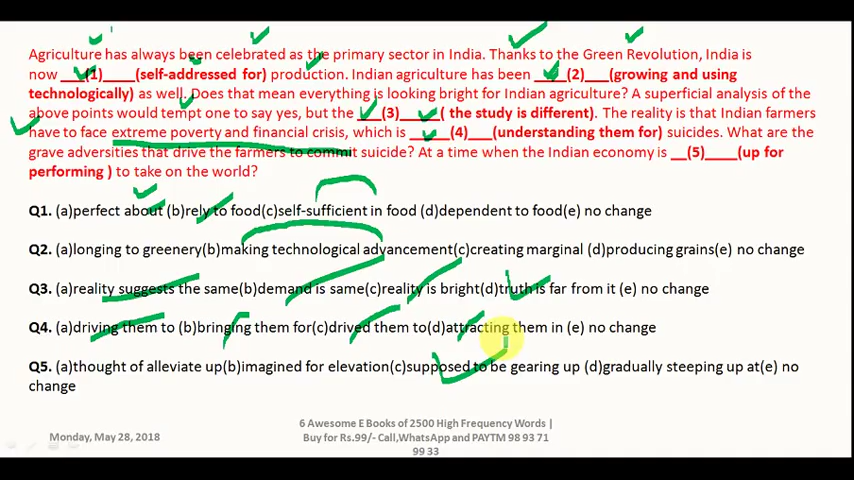 Agriculture has always been celebrated as the primary sector in India. Thanks to the Green Revolution, India is
now ___(1)____(self-addressed for) production. Indian agriculture has been ___(2)___(growing and using
technologically) as well. Does that mean everything is looking bright for Indian agriculture? A superficial analysis of the
above points would tempt one to say yes, but the ___(3)____( the study is different). The reality is that Indian farmers
have to face extreme poverty and financial crisis, which is ___(4)___(understanding them for) suicides. What are the
grave adversities that drive the farmers to commit suicide? At a time when the Indian economy is __(5)____(up for
performing ) to take on the world?
Q1. (a)perfect about (b)rely to food(c)self-sufficient in food (d)dependent to food(e) no change
Q2. (a)longing to greenery(b)making technological advancement(c)creating marginal (d)producing grains(e) no change
Q3. (a)reality suggests the same(b)demand is same(c)reality is bright(d)truth is far from it (e) no change
Q4. (a)driving them to (b)bringing them for(c)drived them to(d)attracting them in (e) no change
Q5. (a)thought of alleviate up(b)imagined for elevation(c)supposed to be gearing up (d)gradually steeping up at(e) no
change
Monday, May 28, 2018
6 Awesome E Books of 2500 High Frequency Words |
Buy for Rs.99/- Call,WhatsApp and PAYTM 98 93 71
99 33